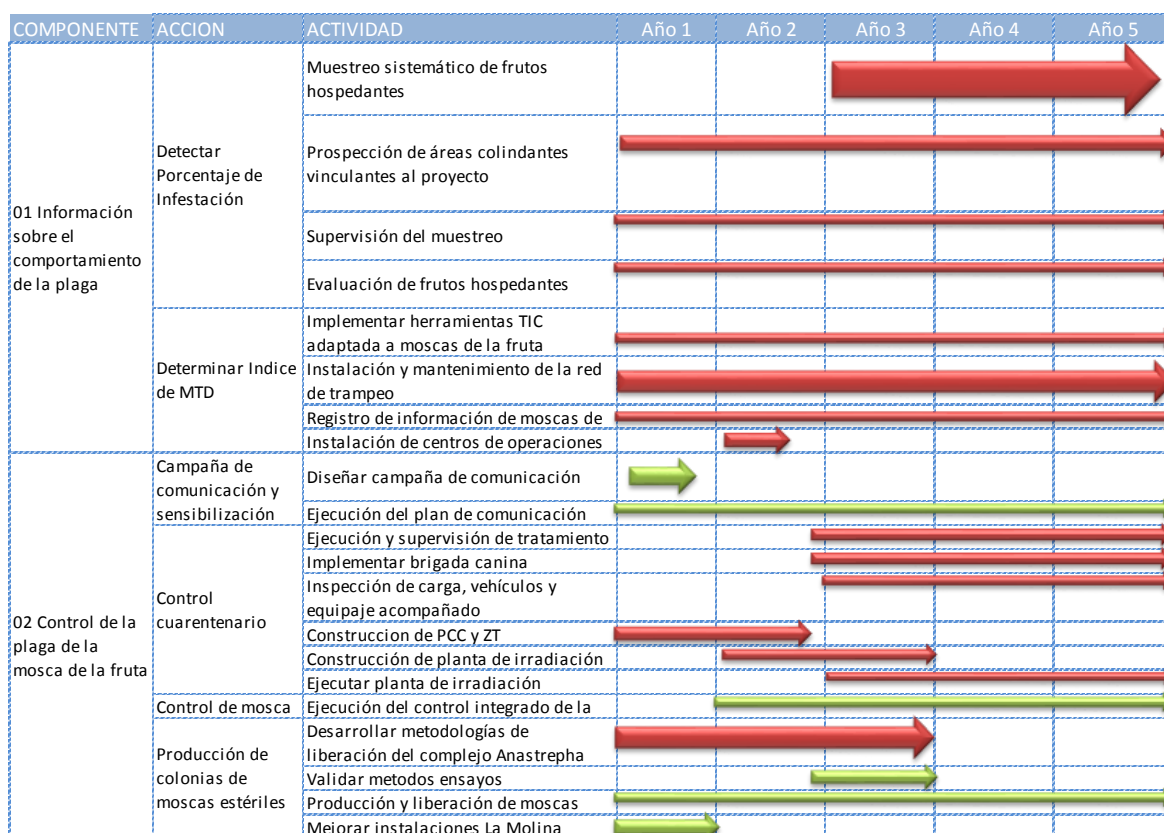 COMPONENTE ACCION ACTIVIDAD Año 1 Año 2 Año 3 Año 4 Año 5
01 Información
sobre el
comportamiento
de la plaga
Detectar
Porcentaje de
Infestación
Muestreo sistemático de frutos
hospedantes
Prospección de áreas colindantes
vinculantes al proyecto
Supervisión del muestreo
Evaluación de frutos hospedantes
Determinar Indice
de MTD
Implementar herramientas TIC
adaptada a moscas de la fruta
Instalación y mantenimiento de la red
de trampeo
Registro de información de moscas de
Instalación de centros de operaciones
02 Control de la
plaga de la
mosca de la fruta
Campaña de
comunicación y
sensibilización
Diseñar campaña de comunicación
Ejecución del plan de comunicación
Control
cuarentenario
Ejecución y supervisión de tratamiento
Implementar brigada canina
Inspección de carga, vehículos y
equipaje acompañado
Construccion de PCC y ZT
Construcción de planta de irradiación
Ejecutar planta de irradiación
Control de mosca
Ejecución del control integrado de la
Producción de
colonias de
moscas estériles
Desarrollar metodologías de
liberación del complejo Anastrepha
Validar metodos ensayos
Producción y liberación de moscas
Mejorar instalaciones La Molina